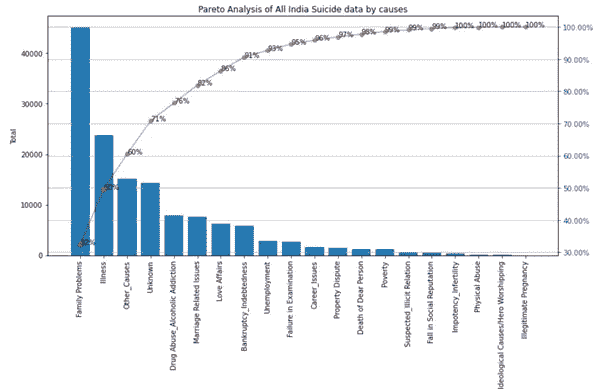 Pareto Analysis of All India Suicide data by causes
Total
40000
30000
20000
10000
0
100.00%
90.00%
80.00%
70.00%
60.00%
50.00%
40.00%
30.00%
32%
50%
60%
71%
76%
82%
86%
91%
93%
95%
96%
97%
98%
99%
99%
99%
100%
100%
100%
100%
Family Problems
Illness
Other_Causes
Unknown
Drug Abuse_Alcoholic Addiction
Marriage Related Issues
Love Affairs
Bankruptcy_Indebtedness
Unemployment
Failure in Examination
Career_Issues
Property Dispute
Death of Dear Person
Poverty
Suspected_Illicit Relation
Fall in Social Reputation
Impotency_Infertility
Physical Abuse
Ideological Causes/Hero Worshipping
Illegitimate Pregnancy